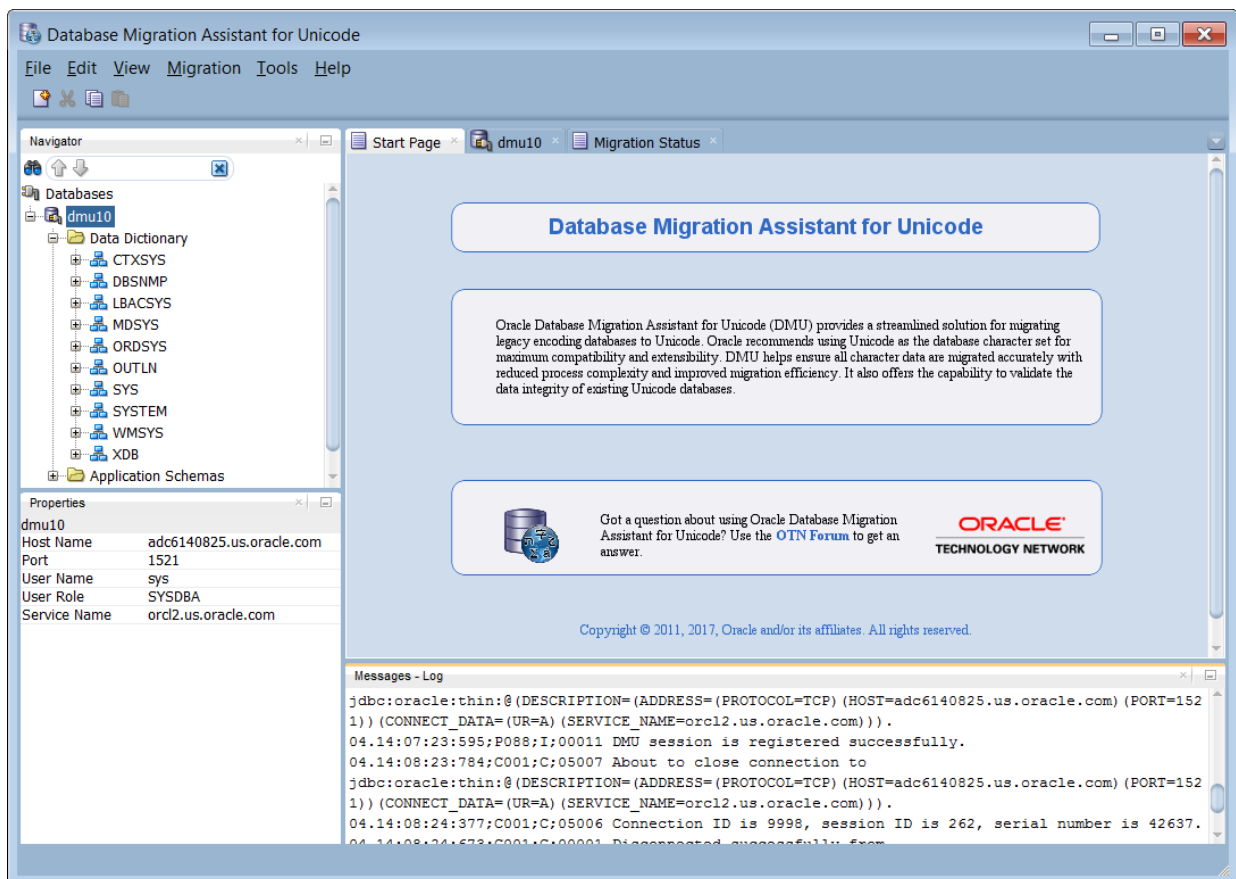 Database Migration Assistant for Unicode
File Edit View Migration Tools Help
Navigator
Databases
dmu10
Data Dictionary
CTXSYS
DBSNMP
LBACSYS
MDSYS
ORDSYS
OUTLN
SYS
SYSTEM
WMSYS
XDB
Application Schemas
Properties
dmu10
Host Name adc6140825.us.oracle.com
Port 1521
User Name sys
User Role SYSDBA
Service Name orcl2.us.oracle.com
Start Page dmu10 Migration Status
Database Migration Assistant for Unicode
Oracle Database Migration Assistant for Unicode (DMU) provides a streamlined solution for migrating
legacy encoding databases to Unicode. Oracle recommends using Unicode as the database character set for
maximum compatibility and extensibility. DMU helps ensure all character data are migrated accurately with
reduced process complexity and improved migration efficiency. It also offers the capability to validate the
data integrity of existing Unicode databases.
Got a question about using Oracle Database Migration
Assistant for Unicode? Use the OTN Forum to get an
answer.
ORACLE
TECHNOLOGY NETWORK
Copyright © 2011, 2017, Oracle and/or its affiliates. All rights reserved.
Messages - Log
jdbc:oracle:thin:@(DESCRIPTION=(ADDRESS=(PROTOCOL=TCP)(HOST=adc6140825.us.oracle.com)(PORT=152
1))(CONNECT_DATA=(UR=A)(SERVICE_NAME=orcl2.us.oracle.com))).
04.14:07:23:595;P088;I;00011 DMU session is registered successfully.
04.14:08:23:784;C001;C;05007 About to close connection to
jdbc:oracle:thin:@(DESCRIPTION=(ADDRESS=(PROTOCOL=TCP)(HOST=adc6140825.us.oracle.com)(PORT=152
1))(CONNECT_DATA=(UR=A)(SERVICE_NAME=orcl2.us.oracle.com))).
04.14:08:24:377;C001;C;05006 Connection ID is 9998, session ID is 262, serial number is 42637.
04.14:08:24:673;C001;C;00001 Disconnected successfully from